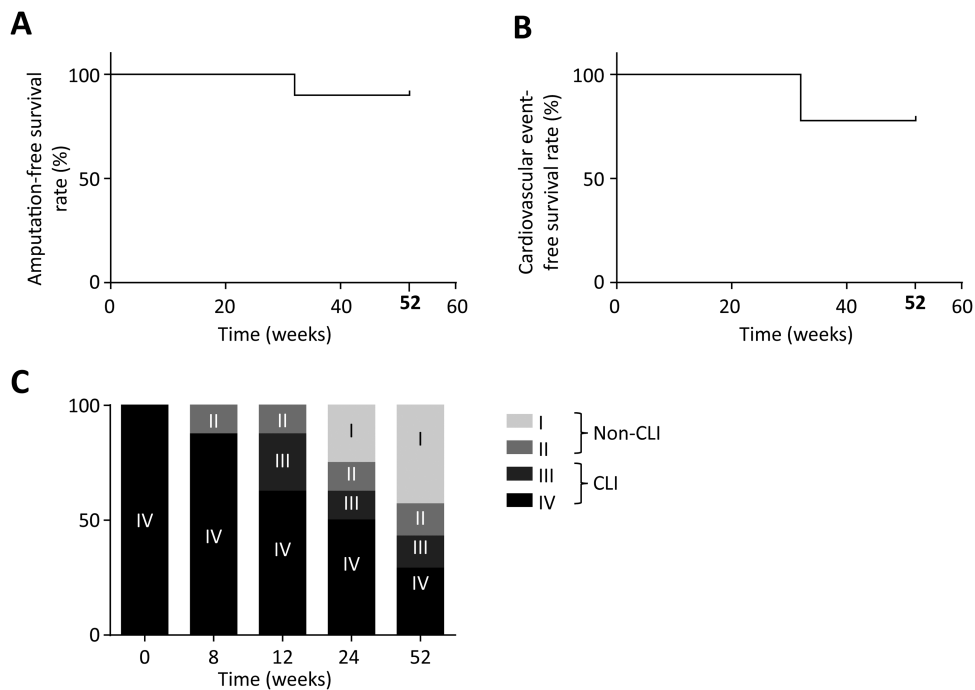 A
Amputation-free survival
rate (%)
100
50
0
0 20 40 52 60
Time (weeks)
B
Cardiovascular event-
free survival rate (%)
100
50
0
0 20 40 52 60
Time (weeks)
C
100
50
0
IV
II
IV
II
III
IV
I
II
III
IV
I
II
III
IV
0 8 12 24 52
Time (weeks)
I
II
Non-CLI
III
IV
CLI